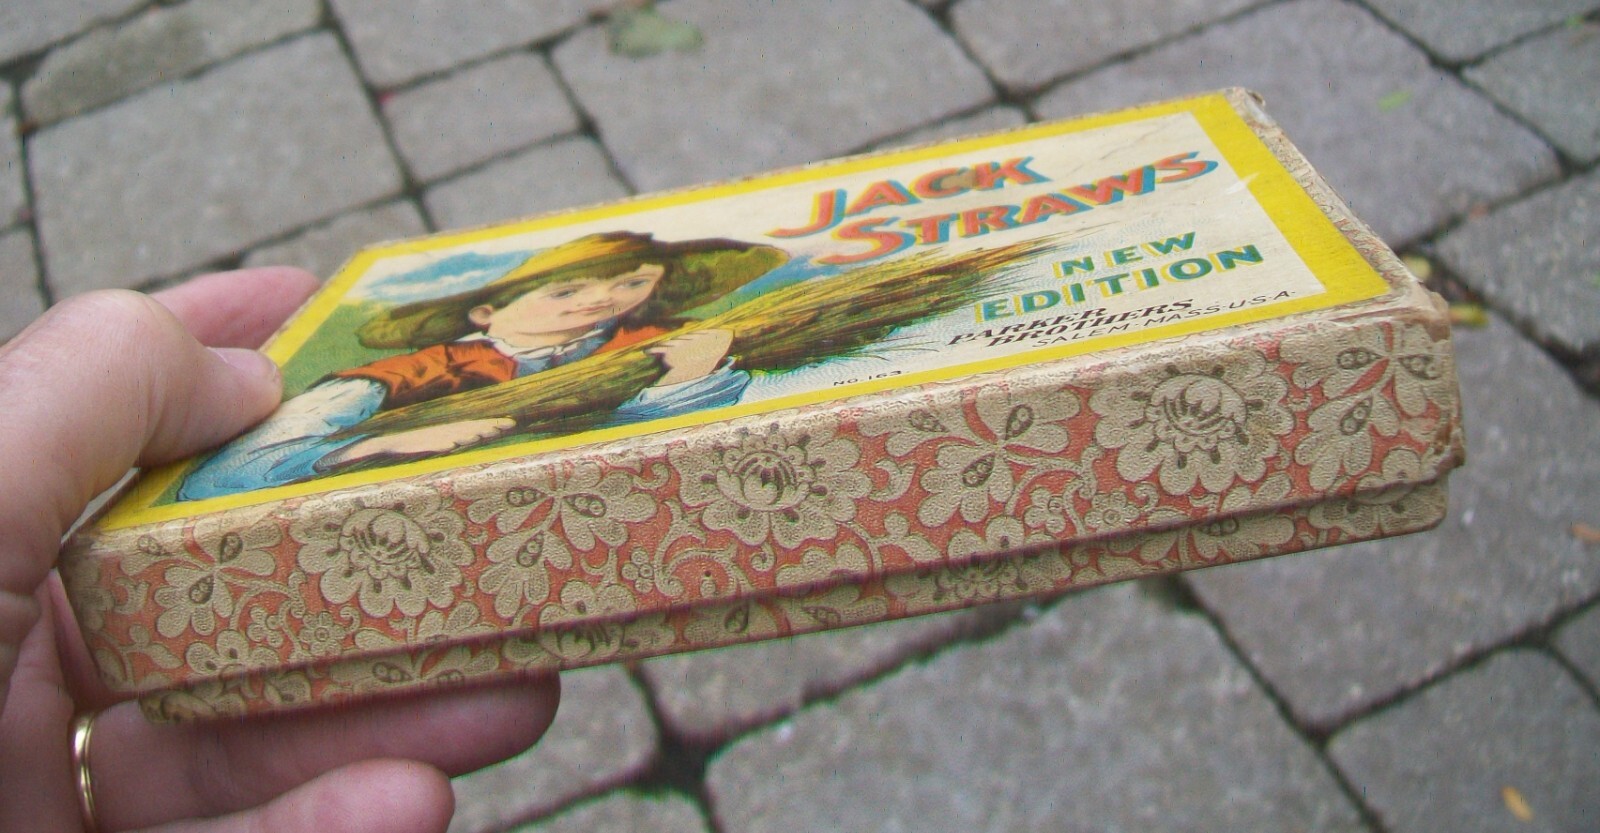 JACK
STRAWS
NEW
EDITION
PARKER
BROTHERS
SALEM·MASS·U·S·A·
NO. 163.